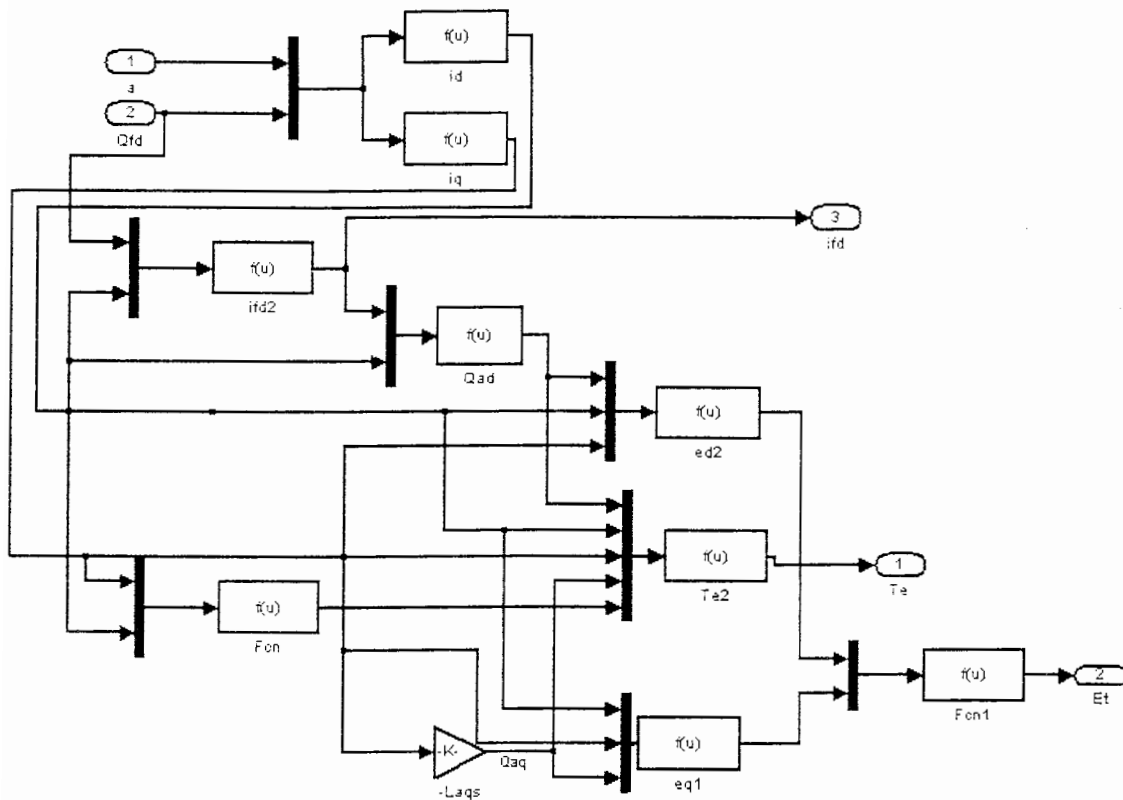 f(u)
id
1
a
2
Qfd
f(u)
iq
3
ifd
f(u)
ifd2
f(u)
Qad
f(u)
ed2
f(u)
Te2
1
Te
f(u)
Fcn
f(u)
Fcn1
2
Et
-K-
-Laqs
Qaq
f(u)
eq1